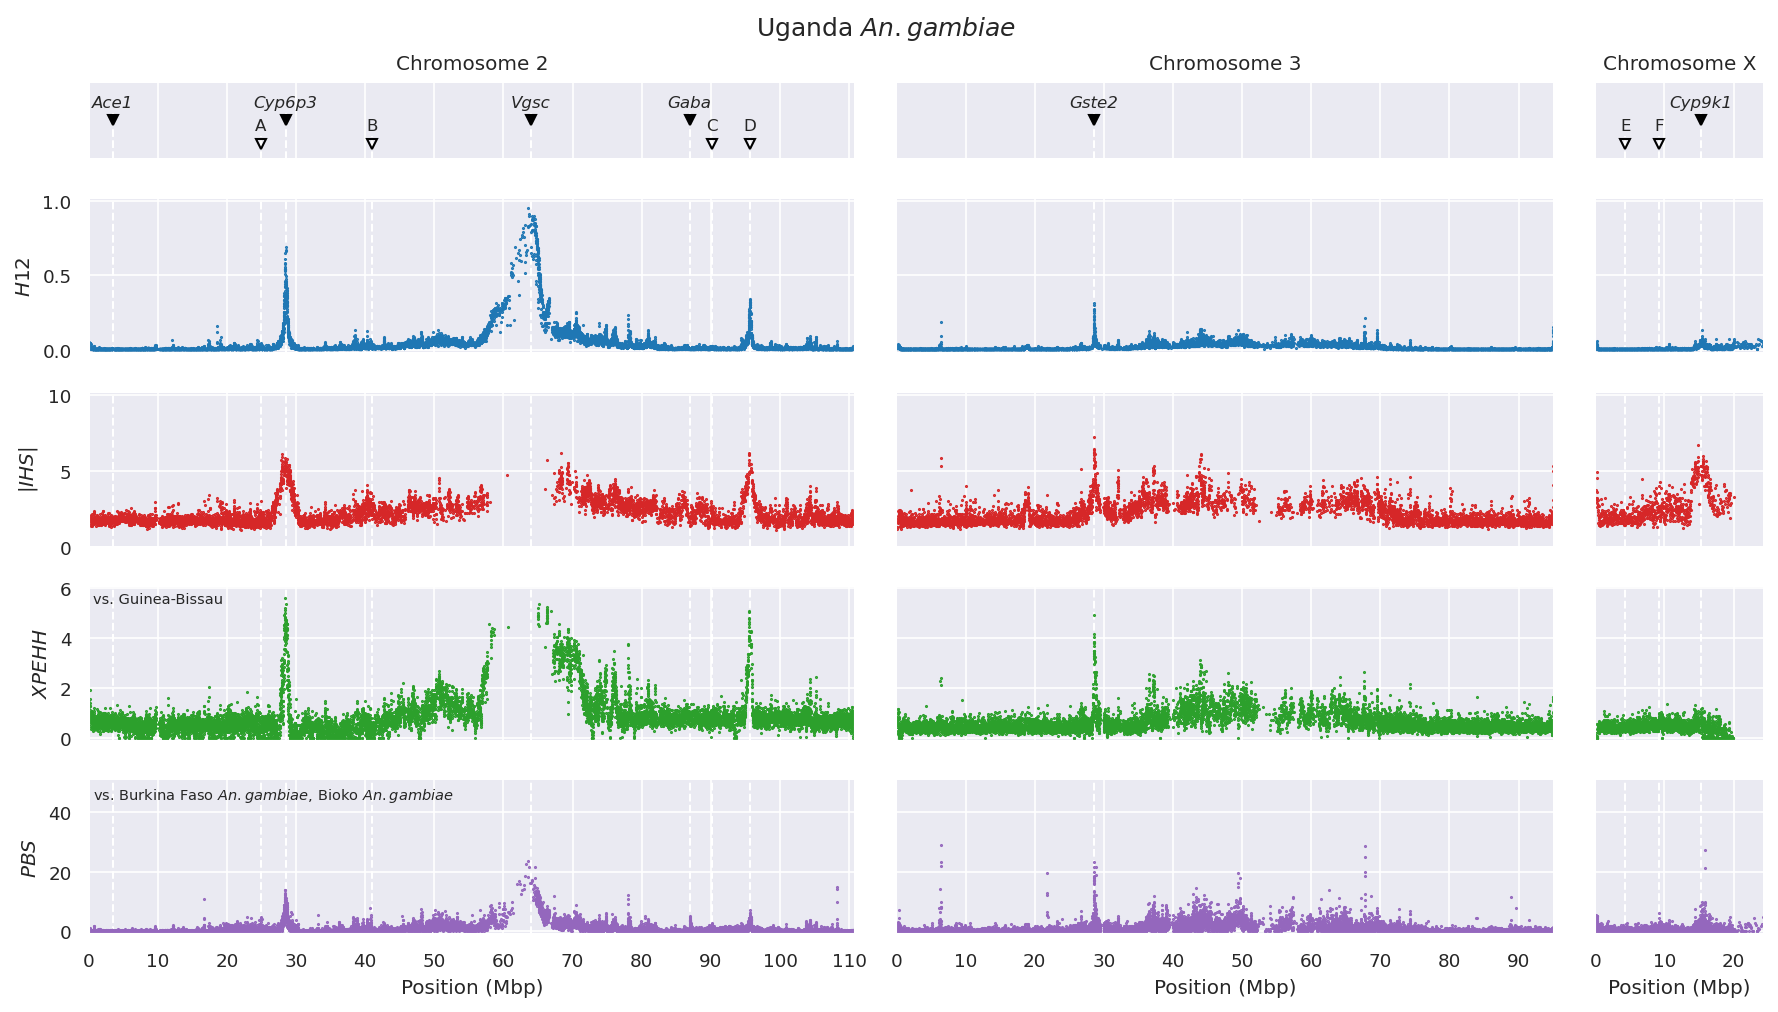 Uganda An. gambiae
Chromosome 2 Chromosome 3 Chromosome X
Ace1 Cyp6p3 Vgsc Gaba Gste2 Cyp9k1
A B C D E F
H12
1.0
0.5
0.0
|IHS|
10
5
0
XPEHH
vs. Guinea-Bissau
6
4
2
0
PBS
vs. Burkina Faso An. gambiae, Bioko An. gambiae
40
20
0
0 10 20 30 40 50 60 70 80 90 100 110 0 10 20 30 40 50 60 70 80 90 0 10 20
Position (Mbp) Position (Mbp) Position (Mbp)